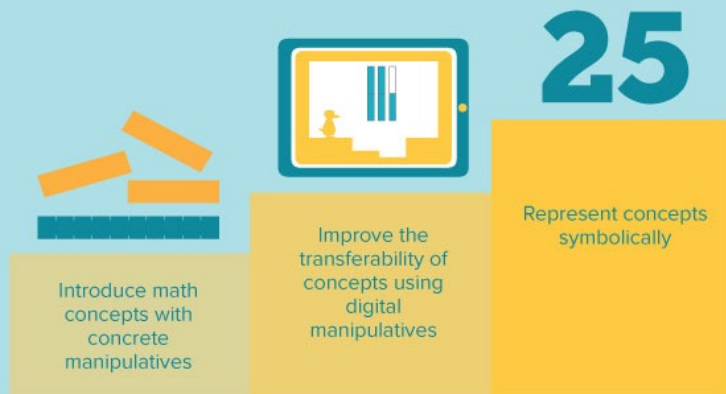 25
Represent concepts
symbolically
Improve the
transferability of
concepts using
digital
manipulatives
Introduce math
concepts with
concrete
manipulatives